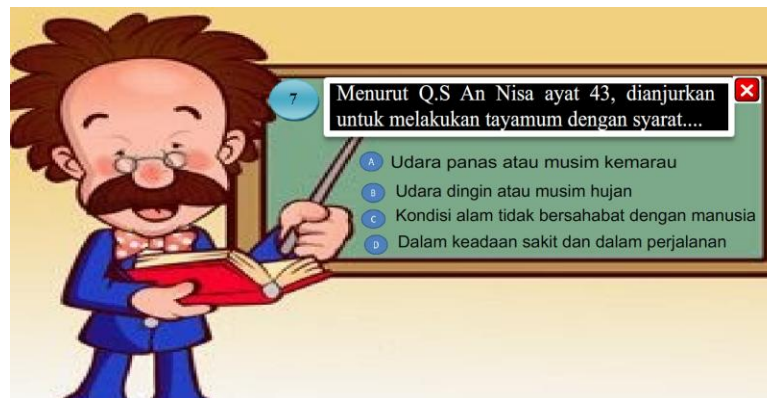 7
Menurut Q.S An Nisa ayat 43, dianjurkan
untuk melakukan tayamum dengan syarat....
A Udara panas atau musim kemarau
B Udara dingin atau musim hujan
C Kondisi alam tidak bersahabat dengan manusia
D Dalam keadaan sakit dan dalam perjalanan